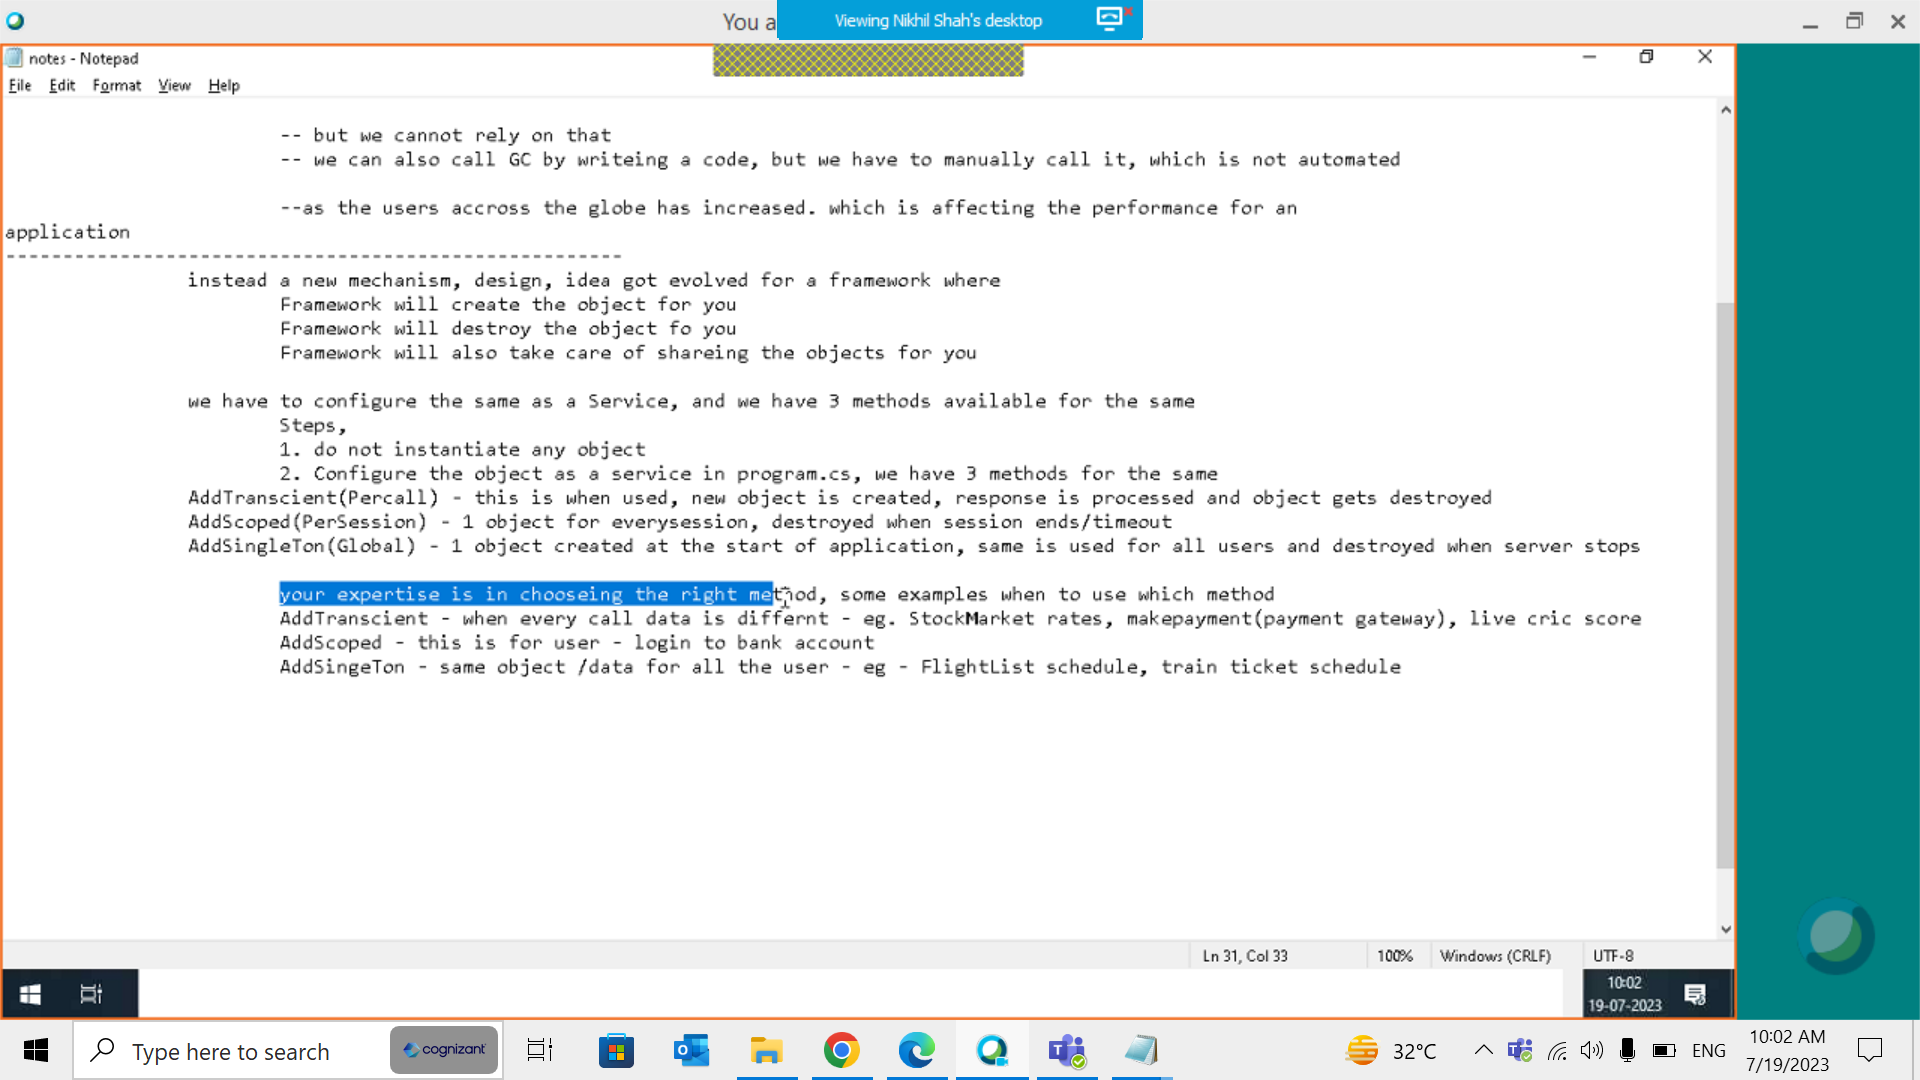 You a
Viewing Nikhil Shah's desktop
notes - Notepad
File Edit Format View Help
-- but we cannot rely on that
-- we can also call GC by writeing a code, but we have to manually call it, which is not automated
--as the users accross the globe has increased. which is affecting the performance for an
application
------------------------------------------------------
instead a new mechanism, design, idea got evolved for a framework where
Framework will create the object for you
Framework will destroy the object fo you
Framework will also take care of shareing the objects for you
we have to configure the same as a Service, and we have 3 methods available for the same
Steps,
1. do not instantiate any object
2. Configure the object as a service in program.cs, we have 3 methods for the same
AddTranscient(Percall) - this is when used, new object is created, response is processed and object gets destroyed
AddScoped(PerSession) - 1 object for everysession, destroyed when session ends/timeout
AddSingleTon(Global) - 1 object created at the start of application, same is used for all users and destroyed when server stops
your expertise is in chooseing the right method, some examples when to use which method
AddTranscient - when every call data is differnt - eg. StockMarket rates, makepayment(payment gateway), live cric score
AddScoped - this is for user - login to bank account
AddSingeTon - same object /data for all the user - eg - FlightList schedule, train ticket schedule
Ln 31, Col 33 100% Windows (CRLF) UTF-8
10:02
19-07-2023
Type here to search
cognizant
32°C
ENG
10:02 AM
7/19/2023